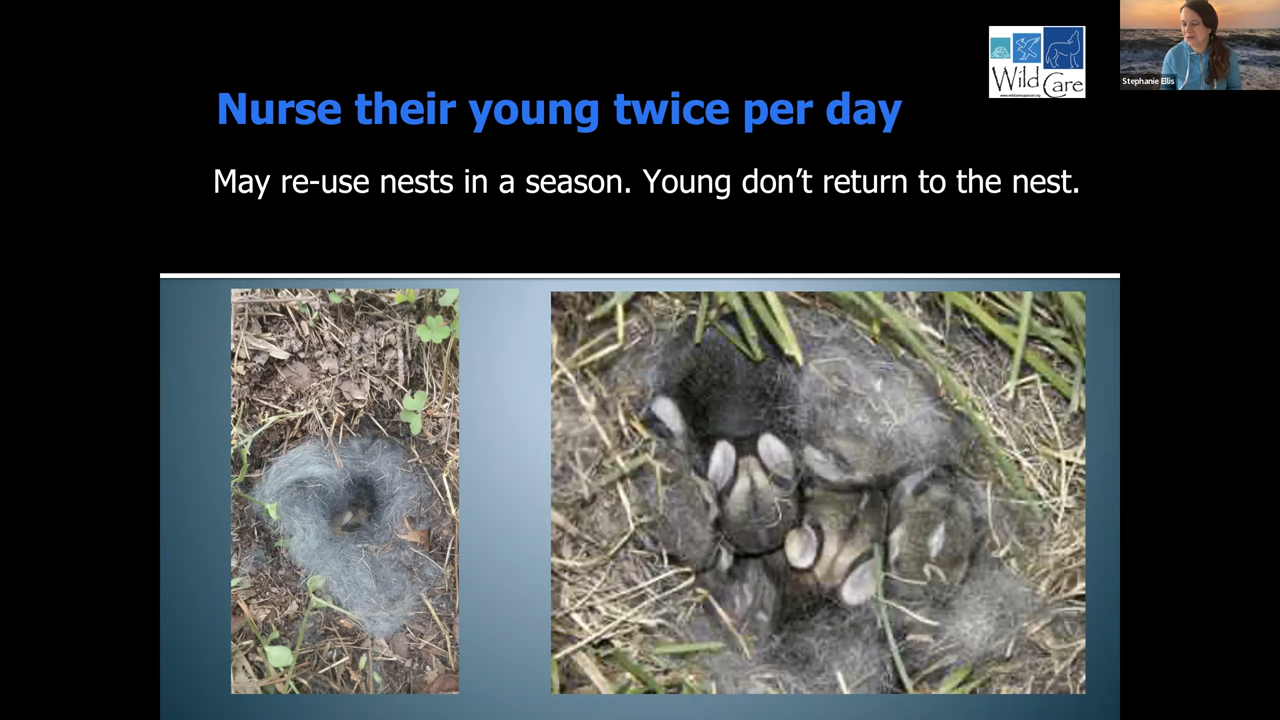 Nurse their young twice per day
May re-use nests in a season. Young don’t return to the nest.
Wild Care
Stephanie Ellis